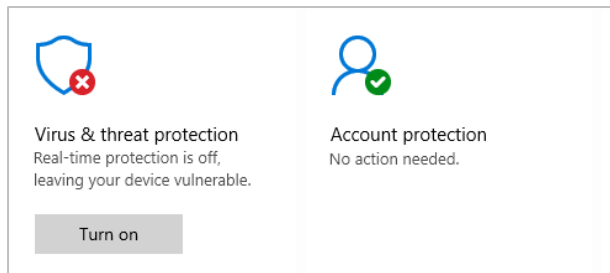 Virus & threat protection
Real-time protection is off,
leaving your device vulnerable.
Turn on
Account protection
No action needed.